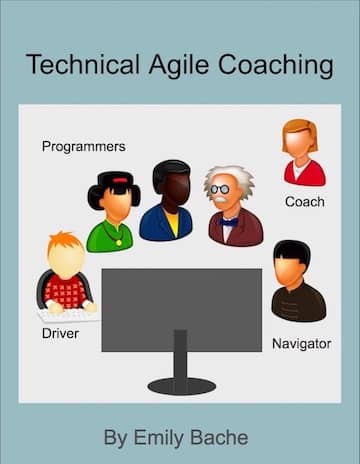 Technical Agile Coaching
Programmers
Coach
Driver
Navigator
By Emily Bache